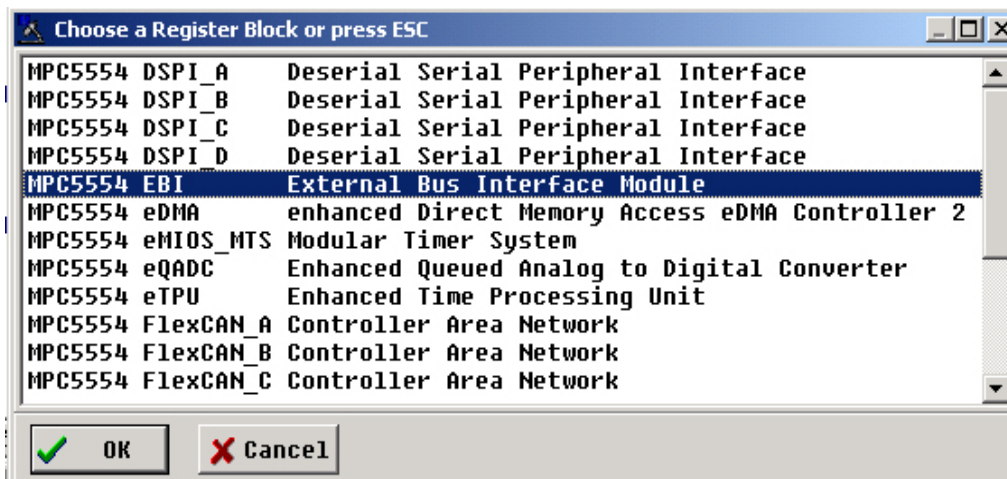 Choose a Register Block or press ESC
MPC5554 DSPI_A Deserial Serial Peripheral Interface
MPC5554 DSPI_B Deserial Serial Peripheral Interface
MPC5554 DSPI_C Deserial Serial Peripheral Interface
MPC5554 DSPI_D Deserial Serial Peripheral Interface
MPC5554 EBI External Bus Interface Module
MPC5554 eDMA enhanced Direct Memory Access eDMA Controller 2
MPC5554 eMIOS_MTS Modular Timer System
MPC5554 eQADC Enhanced Queued Analog to Digital Converter
MPC5554 eTPU Enhanced Time Processing Unit
MPC5554 FlexCAN_A Controller Area Network
MPC5554 FlexCAN_B Controller Area Network
MPC5554 FlexCAN_C Controller Area Network
OK Cancel